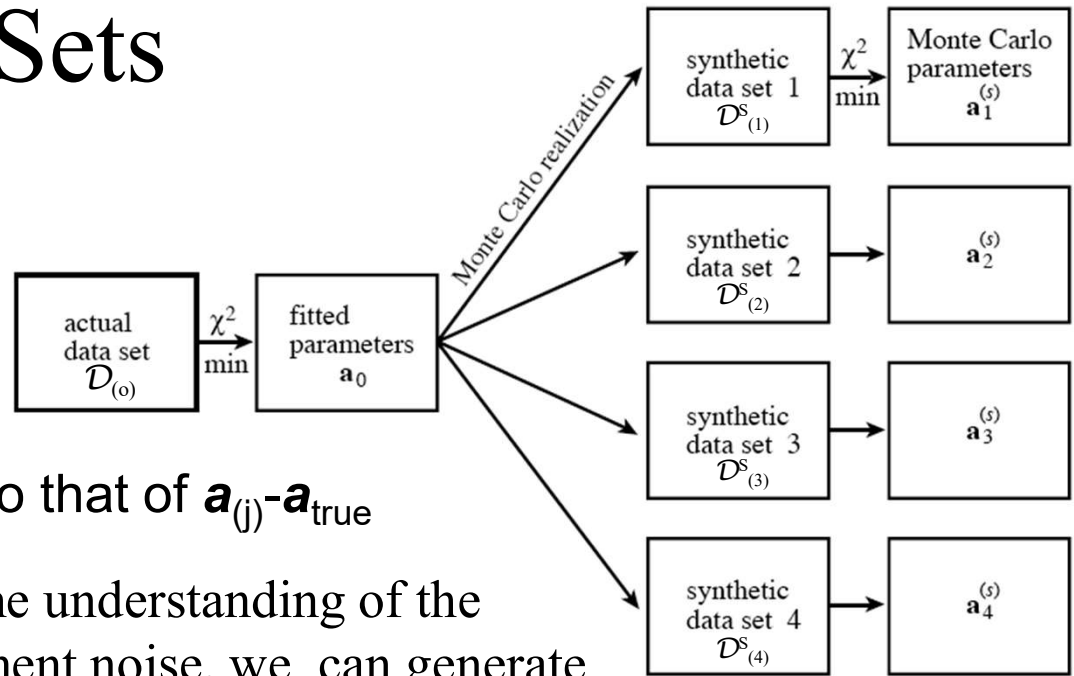 Sets
actual
data set
𝒟(o)
χ² min
fitted
parameters
a₀
Monte Carlo realization
synthetic
data set 1
𝒟ˢ(1)
χ² min
Monte Carlo
parameters
a₁⁽ˢ⁾
synthetic
data set 2
𝒟ˢ(2)
a₂⁽ˢ⁾
synthetic
data set 3
𝒟ˢ(3)
a₃⁽ˢ⁾
synthetic
data set 4
𝒟ˢ(4)
a₄⁽ˢ⁾
that of a(j)-atrue
understanding of the
noise, we can generate